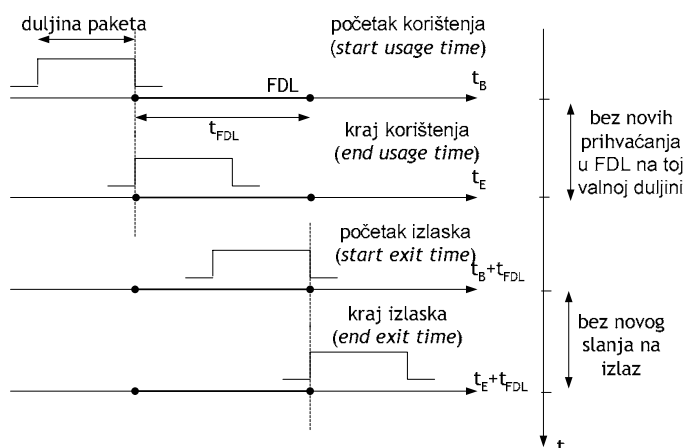 duljina paketa
početak korištenja
(start usage time)
FDL
t_B
t_FDL
kraj korištenja
(end usage time)
t_E
bez novih
prihvaćanja
u FDL na toj
valnoj duljini
početak izlaska
(start exit time)
t_B+t_FDL
kraj izlaska
(end exit time)
t_E+t_FDL
bez novog
slanja na
izlaz
t